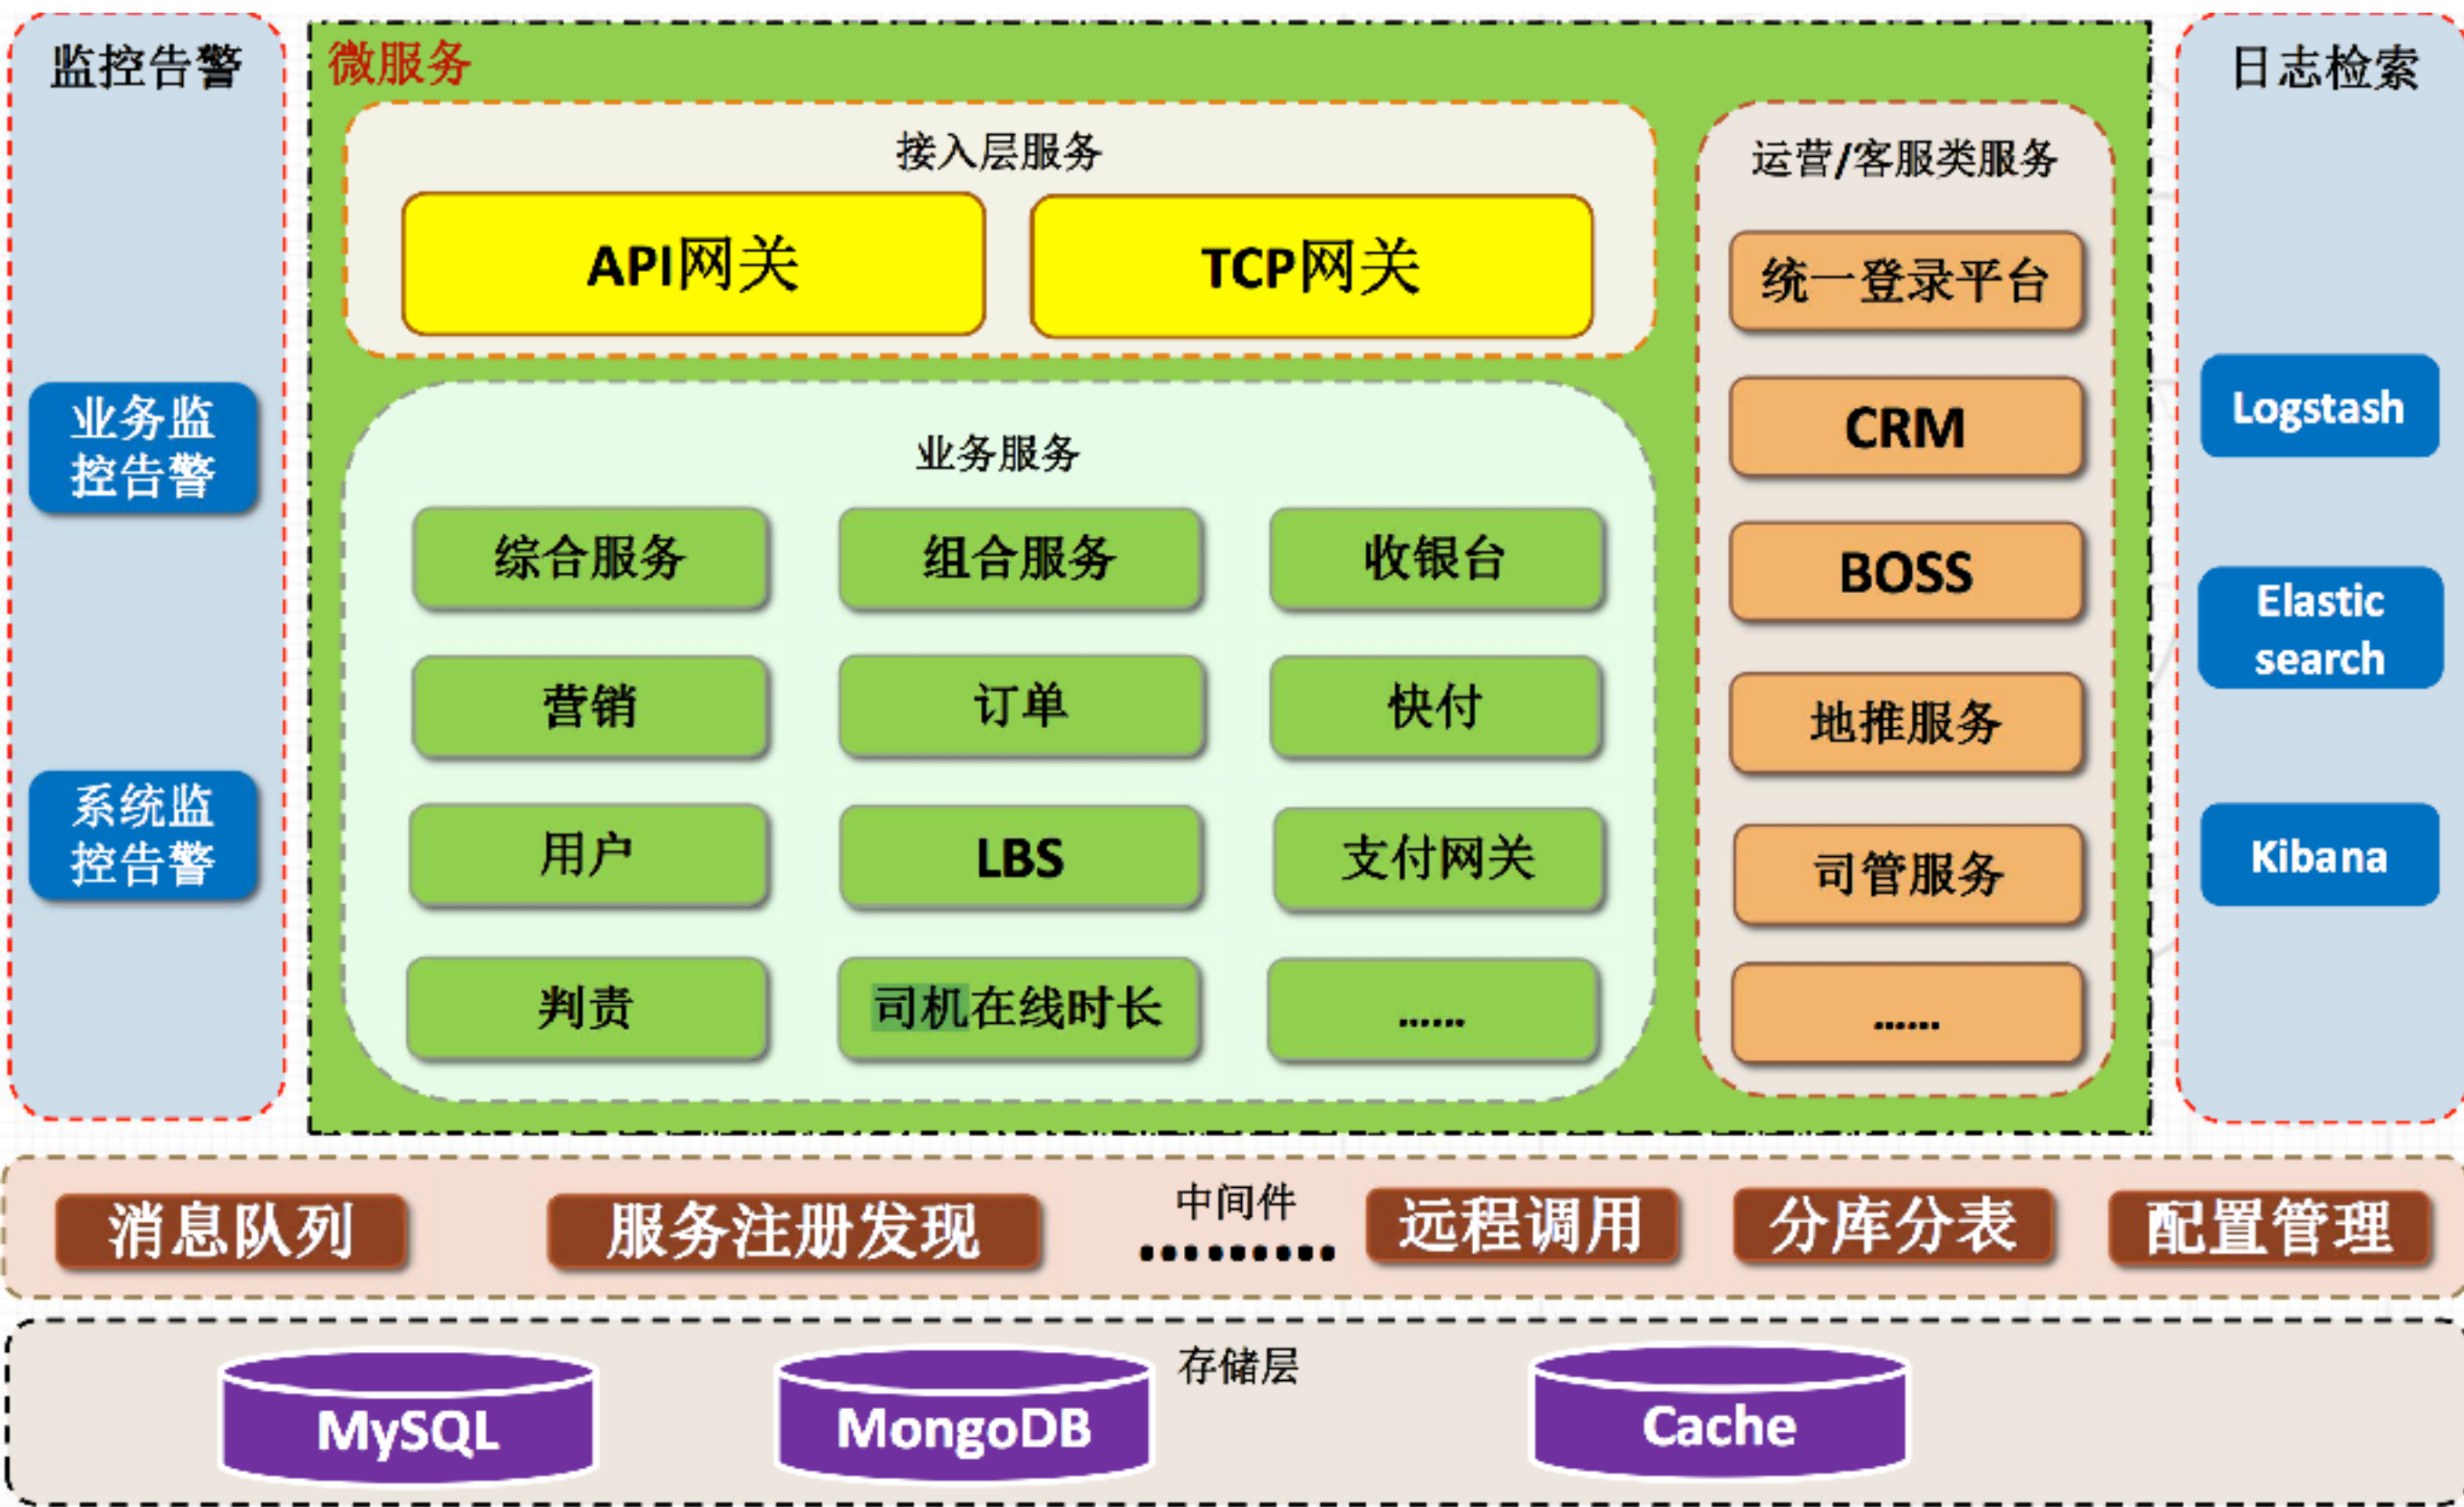 监控告警
业务监
控告警
系统监
控告警
微服务
接入层服务
API网关
TCP网关
业务服务
综合服务
组合服务
收银台
营销
订单
快付
用户
LBS
支付网关
判责
司机在线时长
......
运营/客服类服务
统一登录平台
CRM
BOSS
地推服务
司管服务
......
日志检索
Logstash
Elastic
search
Kibana
中间件
消息队列
服务注册发现
.........
远程调用
分库分表
配置管理
存储层
MySQL
MongoDB
Cache